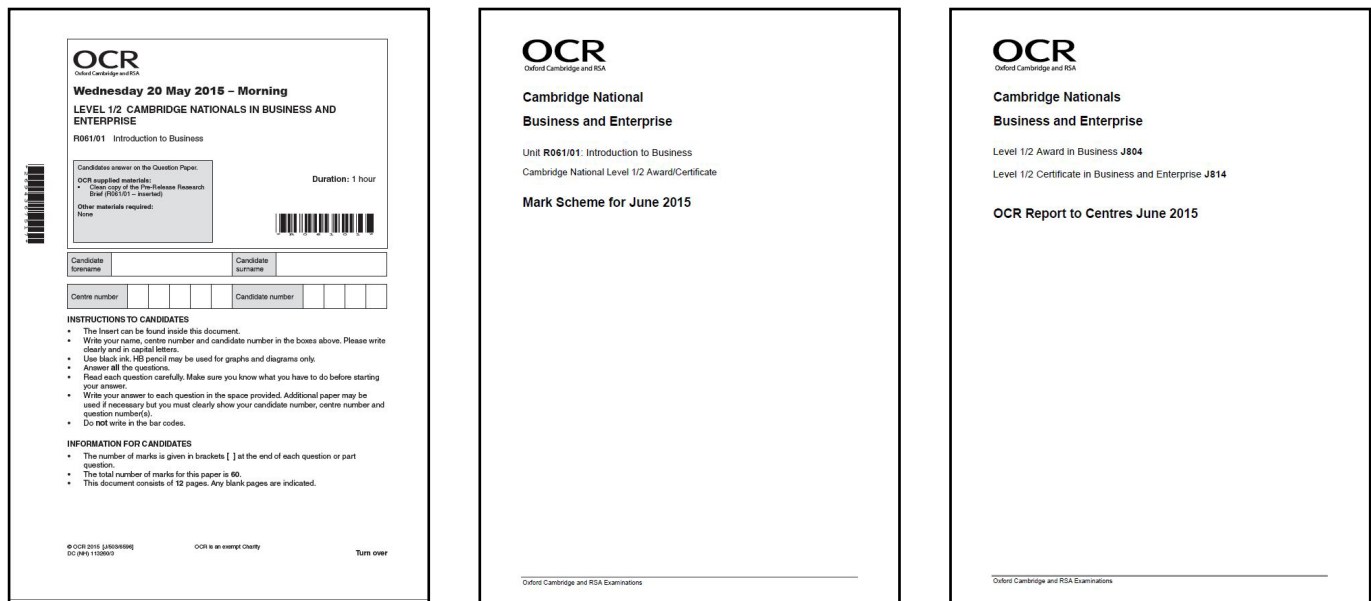 OCR
Oxford Cambridge and RSA
Wednesday 20 May 2015 – Morning
LEVEL 1/2 CAMBRIDGE NATIONALS IN BUSINESS AND
ENTERPRISE
R061/01 Introduction to Business
Candidates answer on the Question Paper.
OCR supplied materials:
• Clean copy of the Pre-Release Research
Brief (R061/01 – inserted)
Other materials required:
None
Duration: 1 hour
Candidate
forename
Candidate
surname
Centre number
Candidate number
INSTRUCTIONS TO CANDIDATES
• The Insert can be found inside this document.
• Write your name, centre number and candidate number in the boxes above. Please write
clearly and in capital letters.
• Use black ink. HB pencil may be used for graphs and diagrams only.
• Answer all the questions.
• Read each question carefully. Make sure you know what you have to do before starting
your answer.
• Write your answer to each question in the space provided. Additional paper may be
used if necessary but you must clearly show your candidate number, centre number and
question number(s).
• Do not write in the bar codes.
INFORMATION FOR CANDIDATES
• The number of marks is given in brackets [ ] at the end of each question or part
question.
• The total number of marks for this paper is 60.
• This document consists of 12 pages. Any blank pages are indicated.
© OCR 2015 [J/503/6596]
DC (NH) 113260/3
OCR is an exempt Charity
Turn over
OCR
Oxford Cambridge and RSA
Cambridge National
Business and Enterprise
Unit R061/01: Introduction to Business
Cambridge National Level 1/2 Award/Certificate
Mark Scheme for June 2015
Oxford Cambridge and RSA Examinations
OCR
Oxford Cambridge and RSA
Cambridge Nationals
Business and Enterprise
Level 1/2 Award in Business J804
Level 1/2 Certificate in Business and Enterprise J814
OCR Report to Centres June 2015
Oxford Cambridge and RSA Examinations